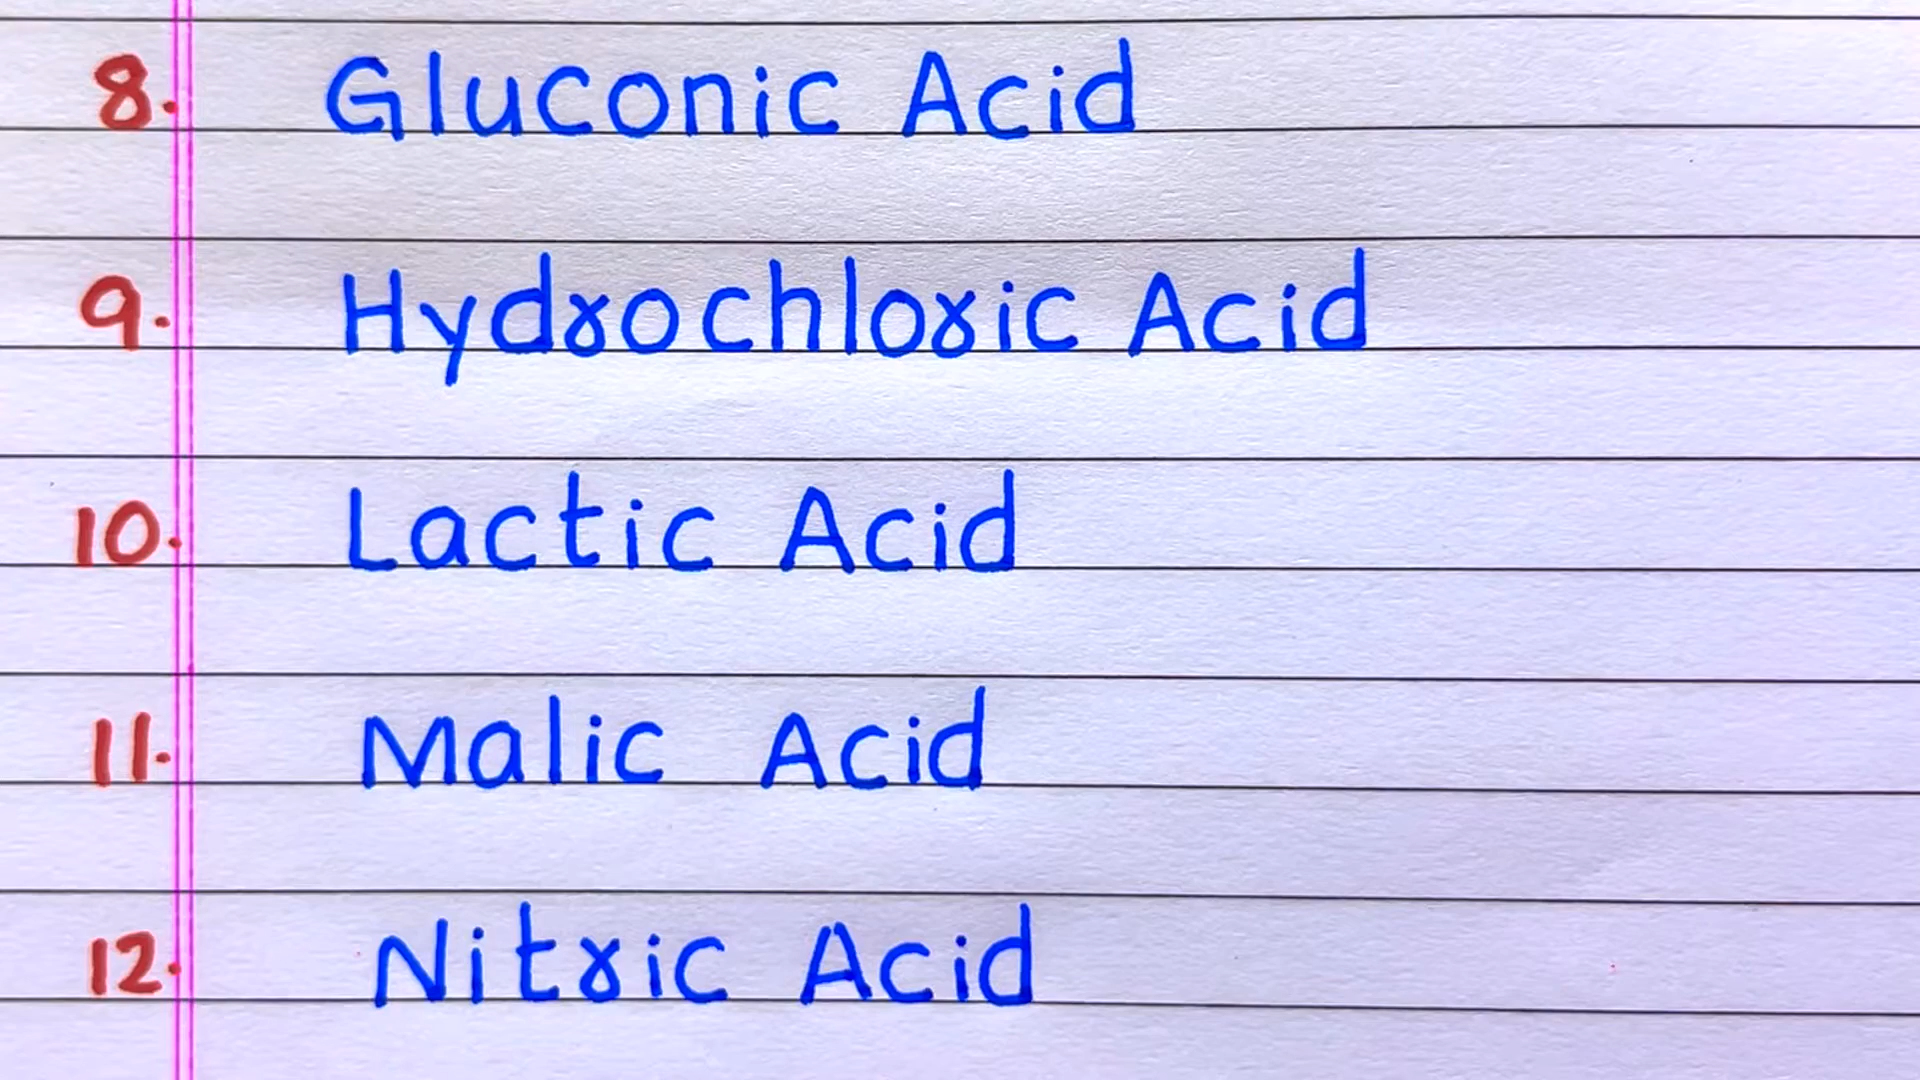 8. Gluconic Acid
9. Hydrochloric Acid
10. Lactic Acid
11. Malic Acid
12. Nitric Acid